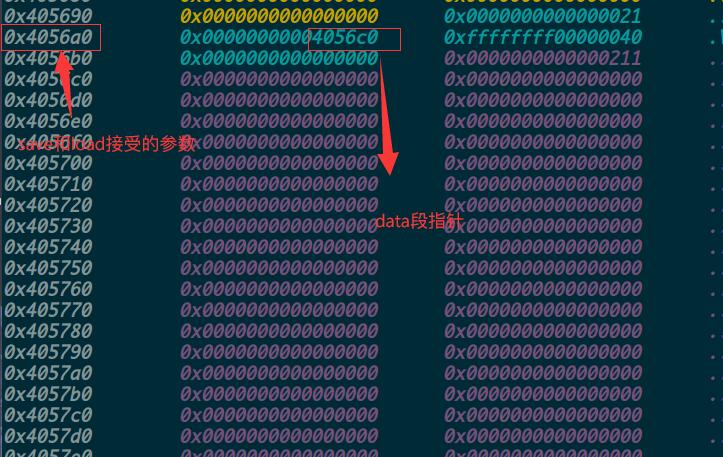 0x405690 0x0000000000000000 0x0000000000000021
0x4056a0 0x00000000004056c0 0xffffffff00000040
0x4056b0 0x0000000000000000 0x0000000000000211
0x4056c0 0x0000000000000000 0x0000000000000000
0x4056d0 0x0000000000000000 0x0000000000000000
0x4056e0 0x0000000000000000 0x0000000000000000
0x4056f0 0x0000000000000000 0x0000000000000000
save和load接受的参数
0x405700 0x0000000000000000 0x0000000000000000
0x405710 0x0000000000000000 0x0000000000000000
0x405720 0x0000000000000000 0x0000000000000000
data段指针
0x405730 0x0000000000000000 0x0000000000000000
0x405740 0x0000000000000000 0x0000000000000000
0x405750 0x0000000000000000 0x0000000000000000
0x405760 0x0000000000000000 0x0000000000000000
0x405770 0x0000000000000000 0x0000000000000000
0x405780 0x0000000000000000 0x0000000000000000
0x405790 0x0000000000000000 0x0000000000000000
0x4057a0 0x0000000000000000 0x0000000000000000
0x4057b0 0x0000000000000000 0x0000000000000000
0x4057c0 0x0000000000000000 0x0000000000000000
0x4057d0 0x0000000000000000 0x0000000000000000